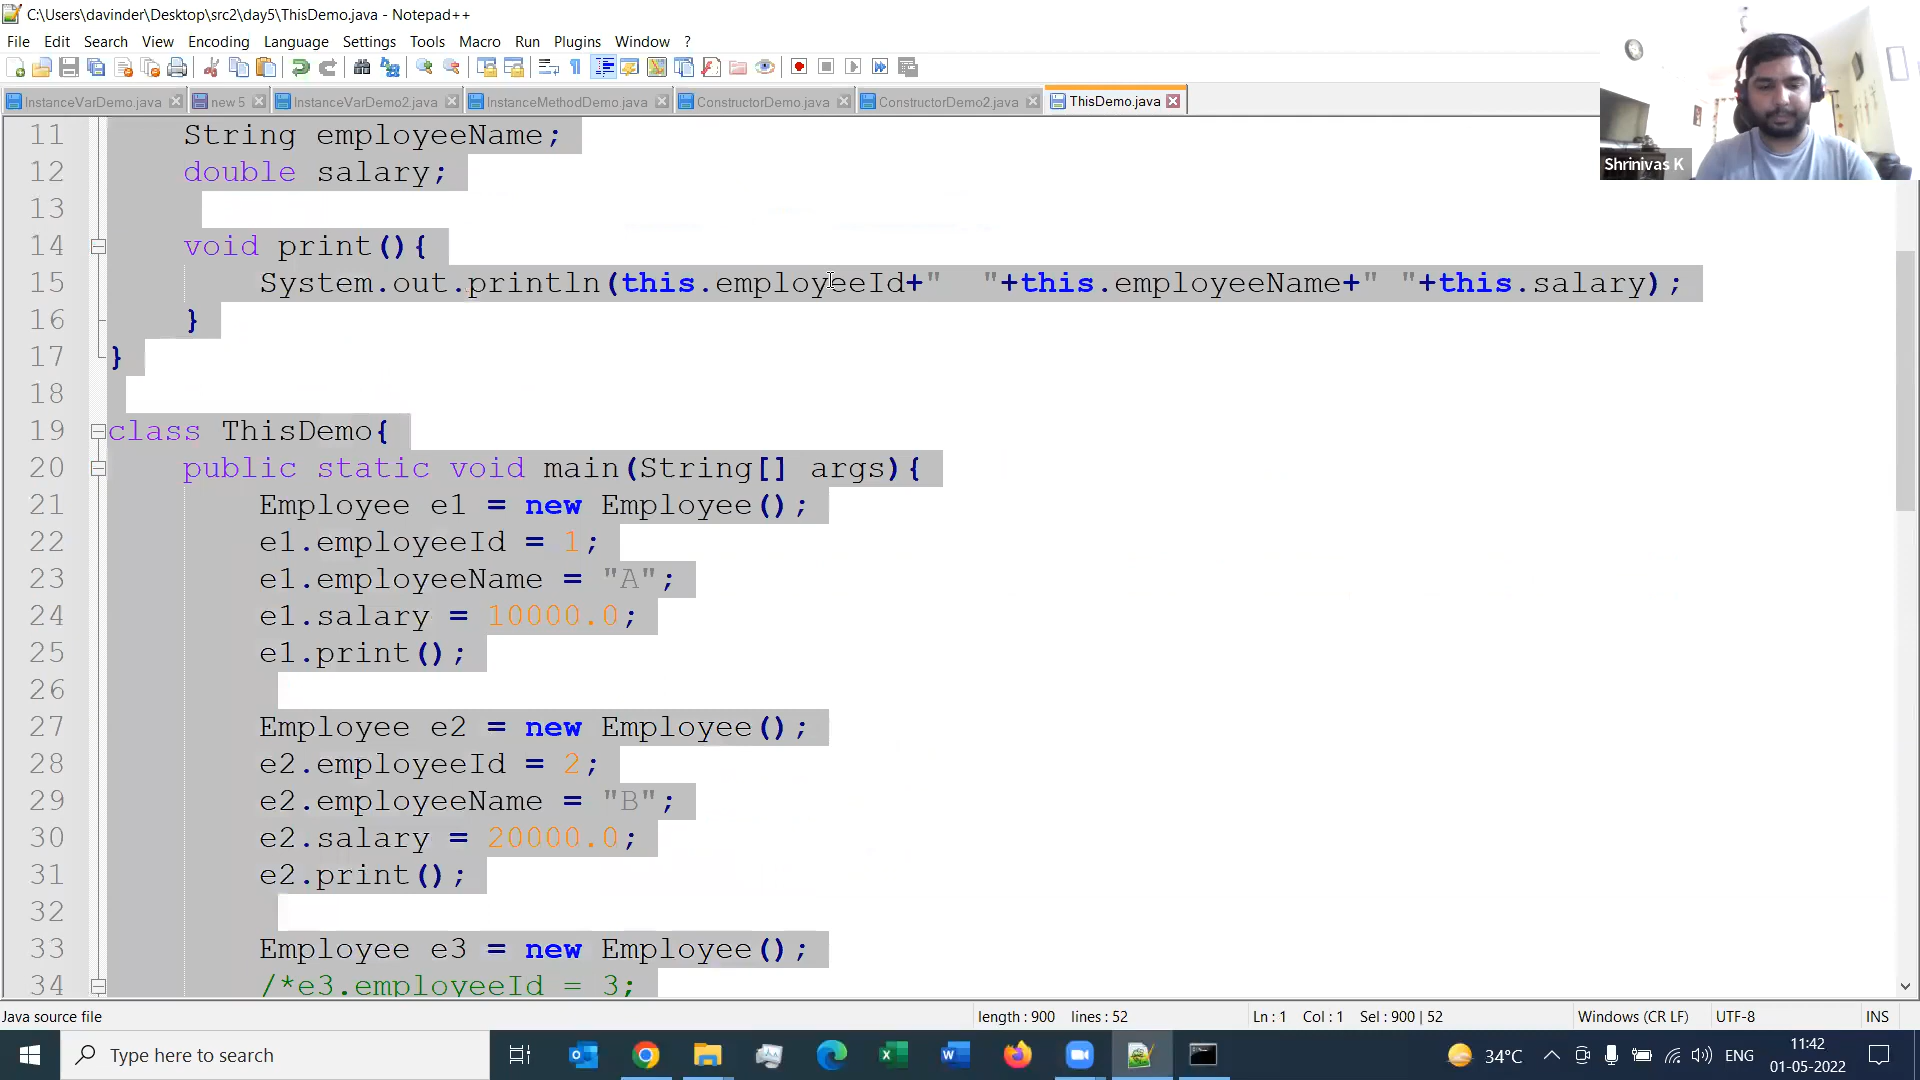 C:\Users\davinder\Desktop\src2\day5\ThisDemo.java - Notepad++
File Edit Search View Encoding Language Settings Tools Macro Run Plugins Window ?
InstanceVarDemo.java new 5 InstanceVarDemo2.java InstanceMethodDemo.java ConstructorDemo.java ConstructorDemo2.java ThisDemo.java
Shrinivas K
11 String employeeName;
12 double salary;
13
14 void print(){
15 System.out.println(this.employeeId+"  "+this.employeeName+" "+this.salary);
16 }
17 }
18
19 class ThisDemo{
20 public static void main(String[] args){
21 Employee e1 = new Employee();
22 e1.employeeId = 1;
23 e1.employeeName = "A";
24 e1.salary = 10000.0;
25 e1.print();
26
27 Employee e2 = new Employee();
28 e2.employeeId = 2;
29 e2.employeeName = "B";
30 e2.salary = 20000.0;
31 e2.print();
32
33 Employee e3 = new Employee();
34 /*e3.employeeId = 3;
Java source file length : 900 lines : 52 Ln : 1 Col : 1 Sel : 900 | 52 Windows (CR LF) UTF-8 INS
Type here to search 34°C ENG 11:42
01-05-2022